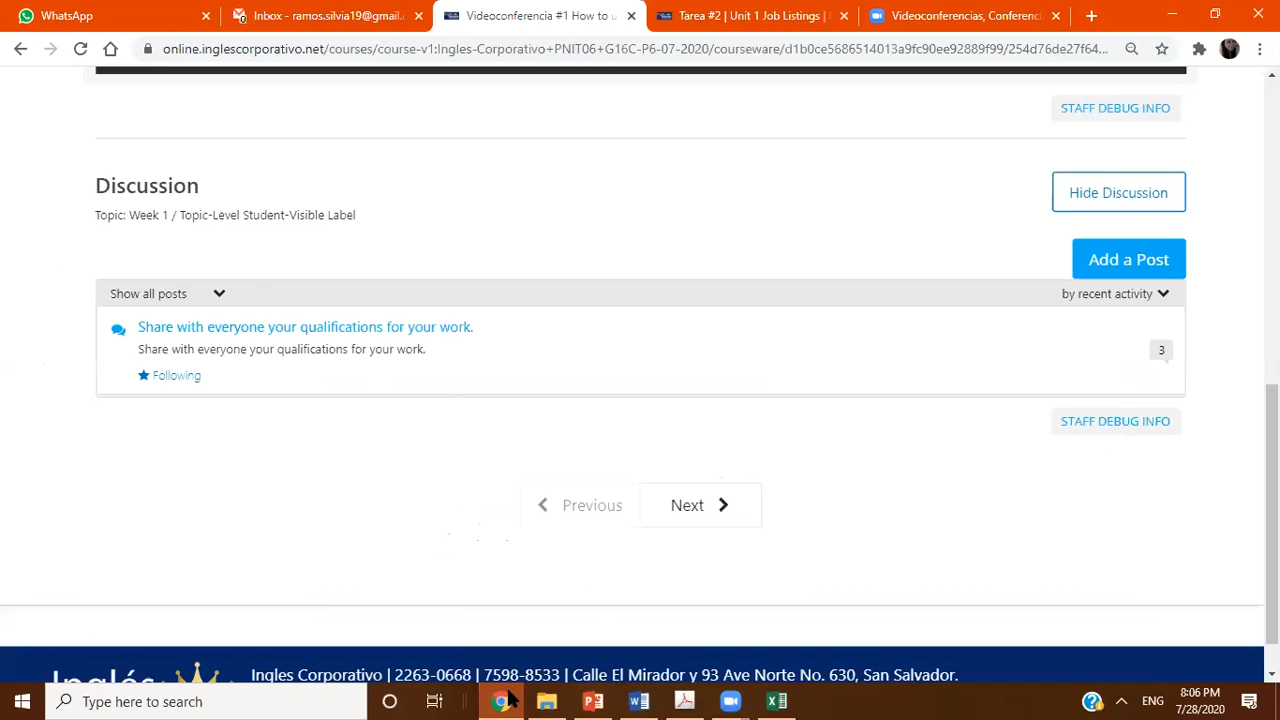 WhatsApp
Inbox - ramos.silvia19@gmail.
Videoconferencia #1 How to u
Tarea #2 | Unit 1 Job Listings |
Videoconferencias, Conferenci
online.inglescorporativo.net/courses/course-v1:Ingles-Corporativo+PNIT06+G16C-P6-07-2020/courseware/d1b0ce5686514013a9fc90ee92889f99/254d76de27f64...
STAFF DEBUG INFO
Discussion
Hide Discussion
Topic: Week 1 / Topic-Level Student-Visible Label
Add a Post
Show all posts
by recent activity
Share with everyone your qualifications for your work.
Share with everyone your qualifications for your work.
3
Following
STAFF DEBUG INFO
Previous
Next
Inglés
Ingles Corporativo | 2263-0668 | 7598-8533 | Calle El Mirador y 93 Ave Norte No. 630, San Salvador.
Type here to search
ENG
8:06 PM
7/28/2020